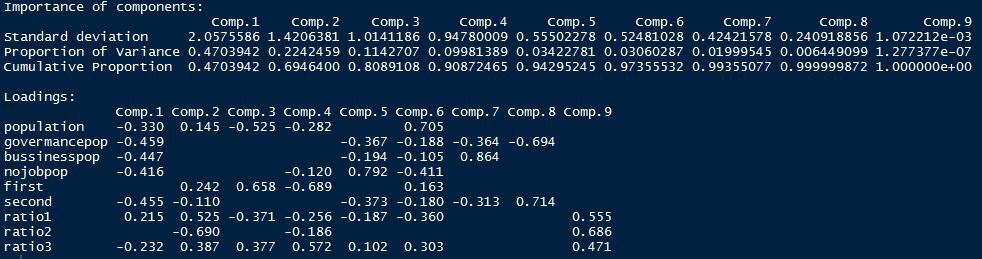 Importance of components:
                          Comp.1    Comp.2    Comp.3     Comp.4     Comp.5     Comp.6     Comp.7      Comp.8       Comp.9
Standard deviation     2.0575586 1.4206381 1.0141186 0.94780009 0.55502278 0.52481028 0.42421578 0.240918856 1.072212e-03
Proportion of Variance 0.4703942 0.2242459 0.1142707 0.09981389 0.03422781 0.03060287 0.01999545 0.006449099 1.277377e-07
Cumulative Proportion  0.4703942 0.6946400 0.8089108 0.90872465 0.94295245 0.97355532 0.99355077 0.999999872 1.000000e+00
Loadings:
              Comp.1 Comp.2 Comp.3 Comp.4 Comp.5 Comp.6 Comp.7 Comp.8 Comp.9
population    -0.330  0.145 -0.525 -0.282         0.705
govermancepop -0.459                      -0.367 -0.188 -0.364 -0.694
bussinesspop  -0.447                      -0.194 -0.105  0.864
nojobpop      -0.416               -0.120  0.792 -0.411
first                 0.242  0.658 -0.689         0.163
second        -0.455 -0.110               -0.373 -0.180 -0.313  0.714
ratio1         0.215  0.525 -0.371 -0.256 -0.187 -0.360                0.555
ratio2               -0.690        -0.186                              0.686
ratio3        -0.232  0.387  0.377  0.572  0.102  0.303                0.471